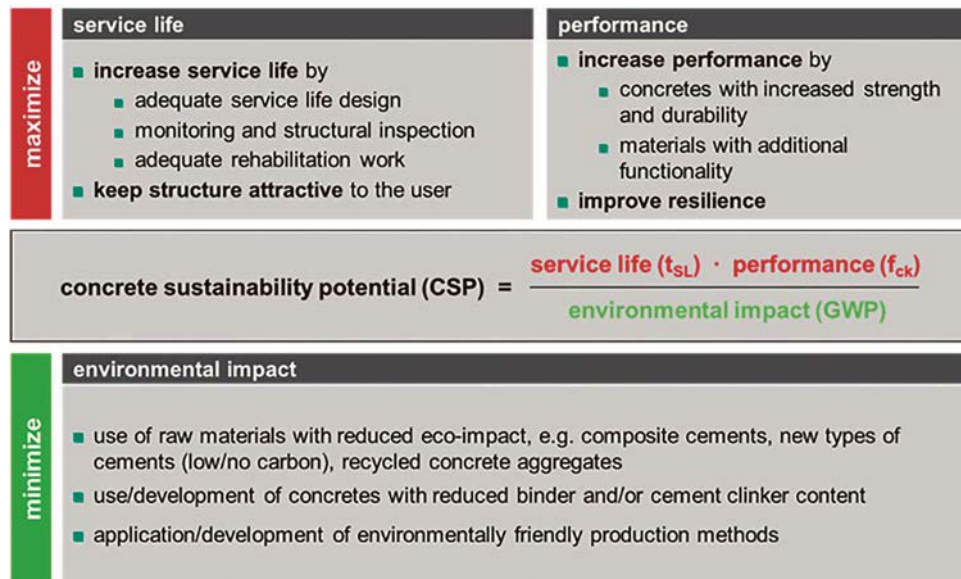 maximize
service life
increase service life by
adequate service life design
monitoring and structural inspection
adequate rehabilitation work
keep structure attractive to the user
performance
increase performance by
concretes with increased strength
and durability
materials with additional
functionality
improve resilience
concrete sustainability potential (CSP) = service life (t_SL) · performance (f_ck)
environmental impact (GWP)
minimize
environmental impact
use of raw materials with reduced eco-impact, e.g. composite cements, new types of
cements (low/no carbon), recycled concrete aggregates
use/development of concretes with reduced binder and/or cement clinker content
application/development of environmentally friendly production methods